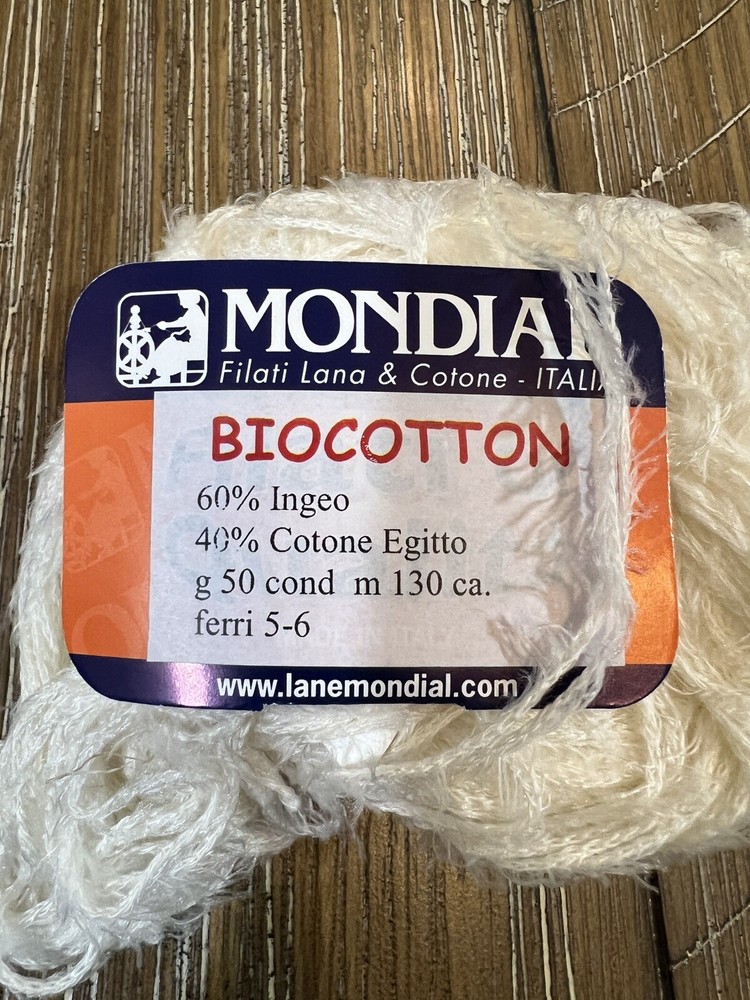 MONDIAL
Filati Lana & Cotone - ITALIA
BIOCOTTON
60% Ingeo
40% Cotone Egitto
g 50 cond m 130 ca.
ferri 5-6
www.lanemondial.com